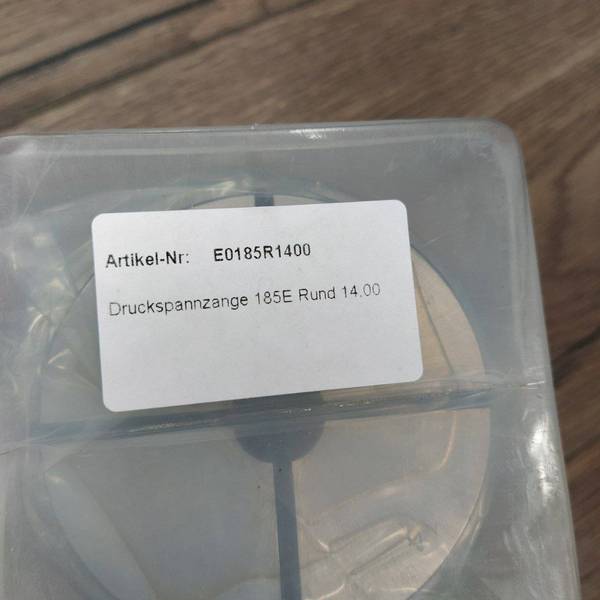 Artikel-Nr: E0185R1400
Druckspannzange 185E Rund 14.00